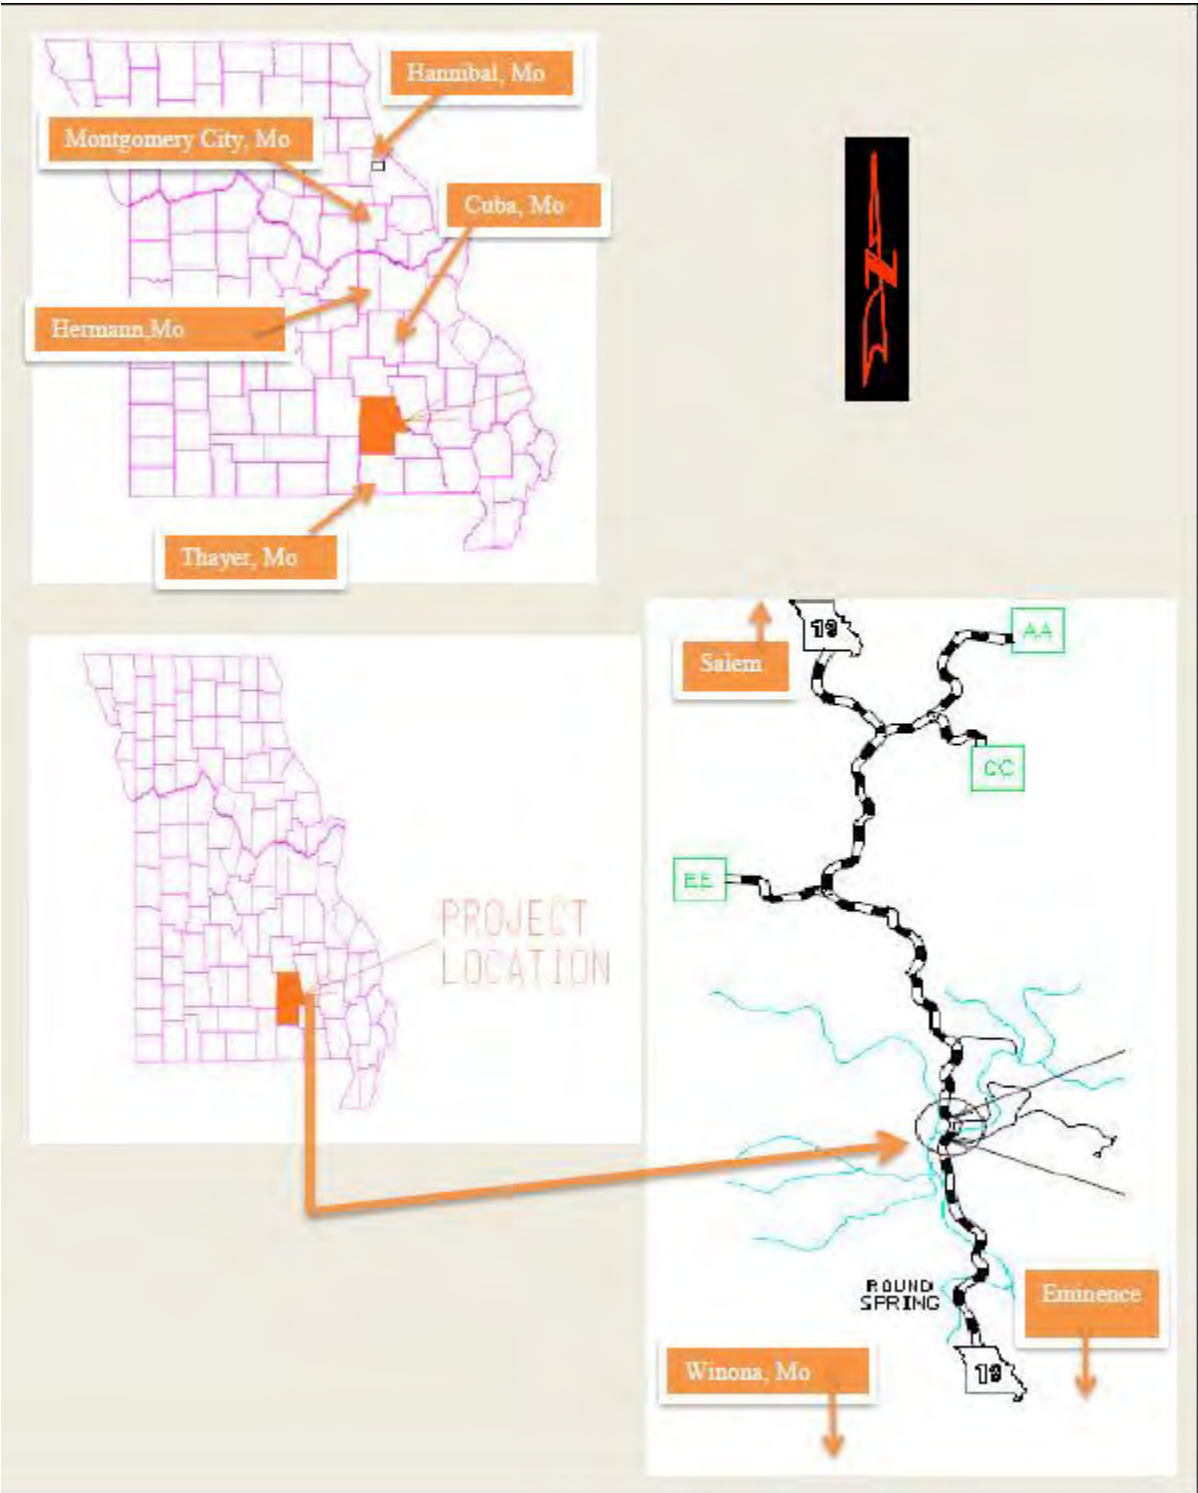 Hannibal, Mo
Montgomery City, Mo
Cuba, Mo
Hermann,Mo
Thayer, Mo
N
PROJECT
LOCATION
Salem
19
AA
CC
EE
ROUND
SPRING
Eminence
Winona, Mo
19